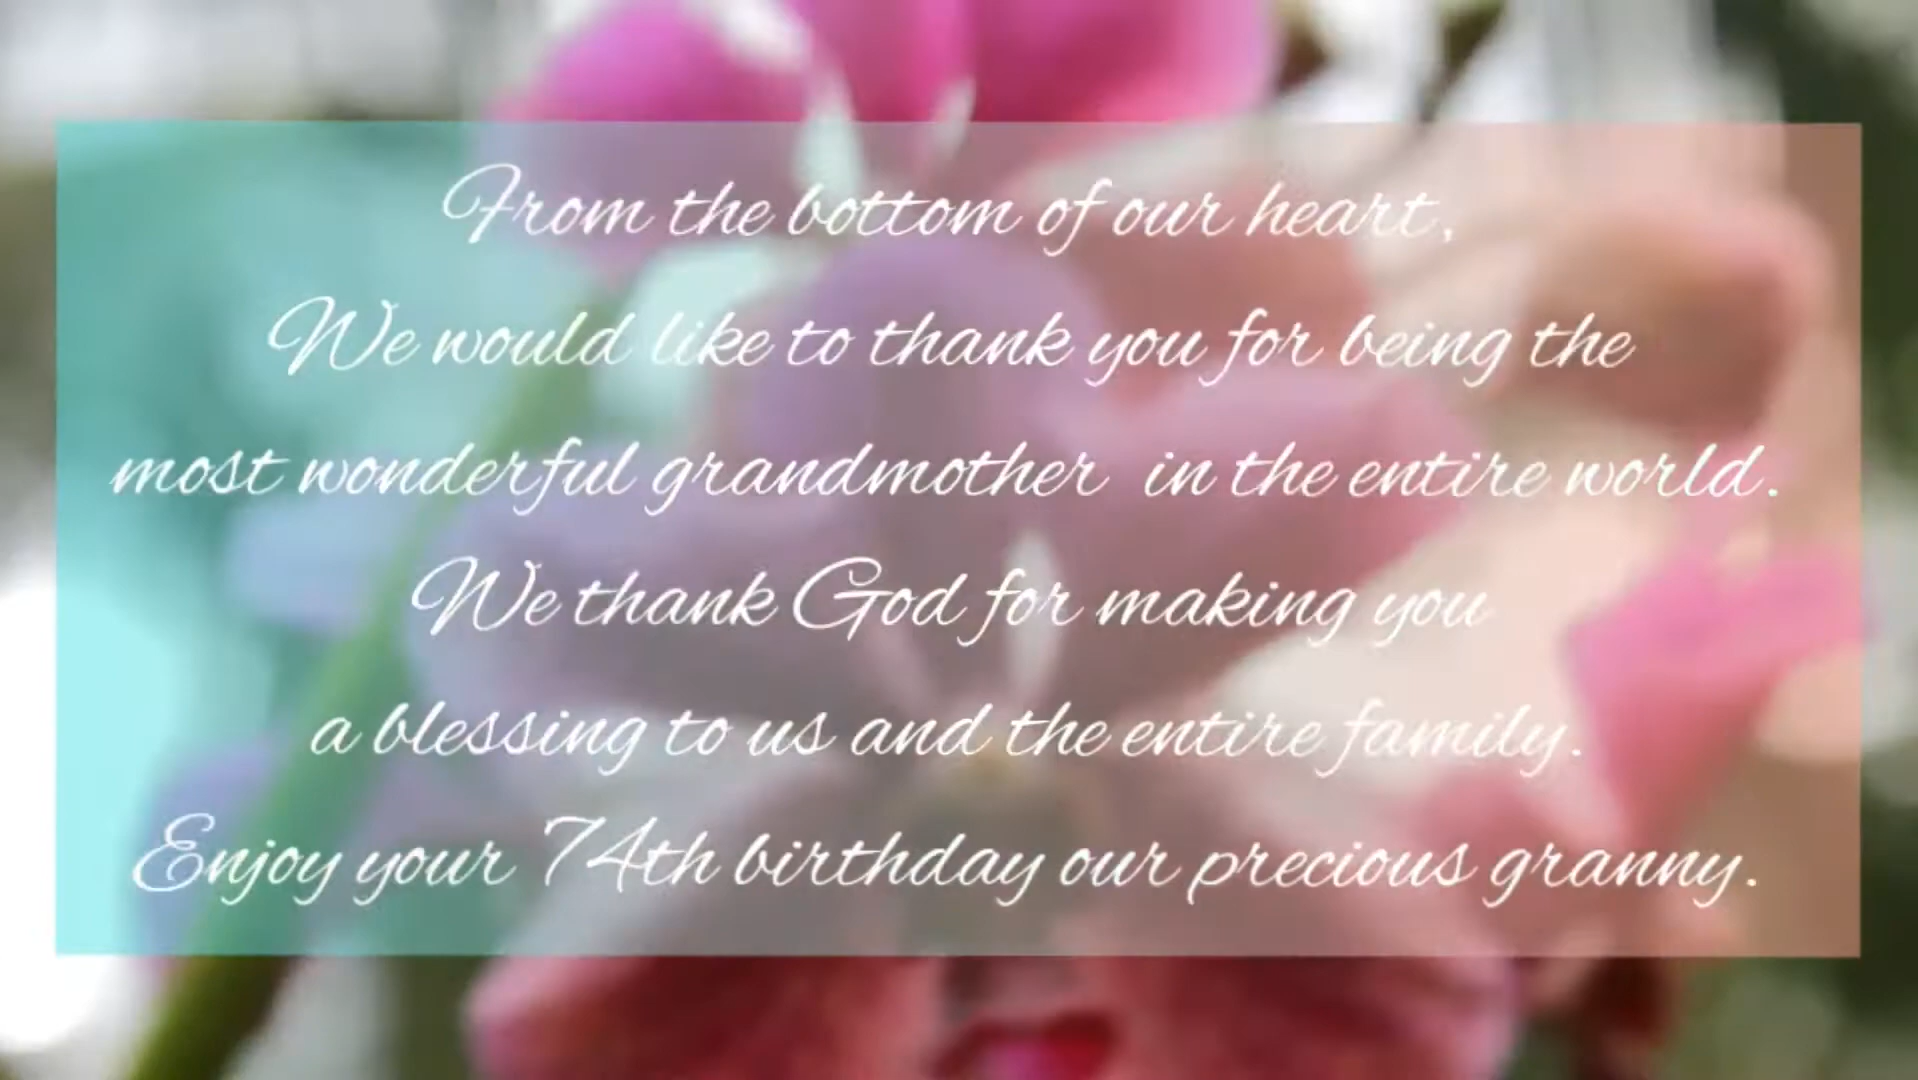 From the bottom of our heart,
We would like to thank you for being the
most wonderful grandmother in the entire world.
We thank God for making you
a blessing to us and the entire family.
Enjoy your 74th birthday our precious granny.